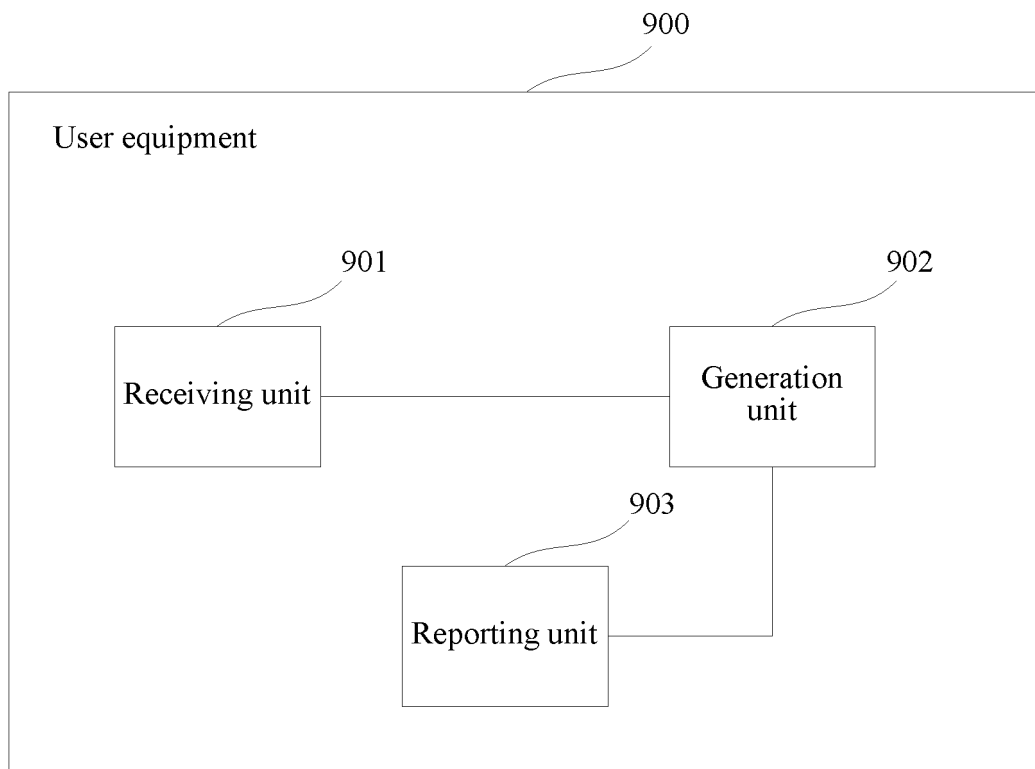 900
User equipment
901
902
Receiving unit
Generation
unit
903
Reporting unit